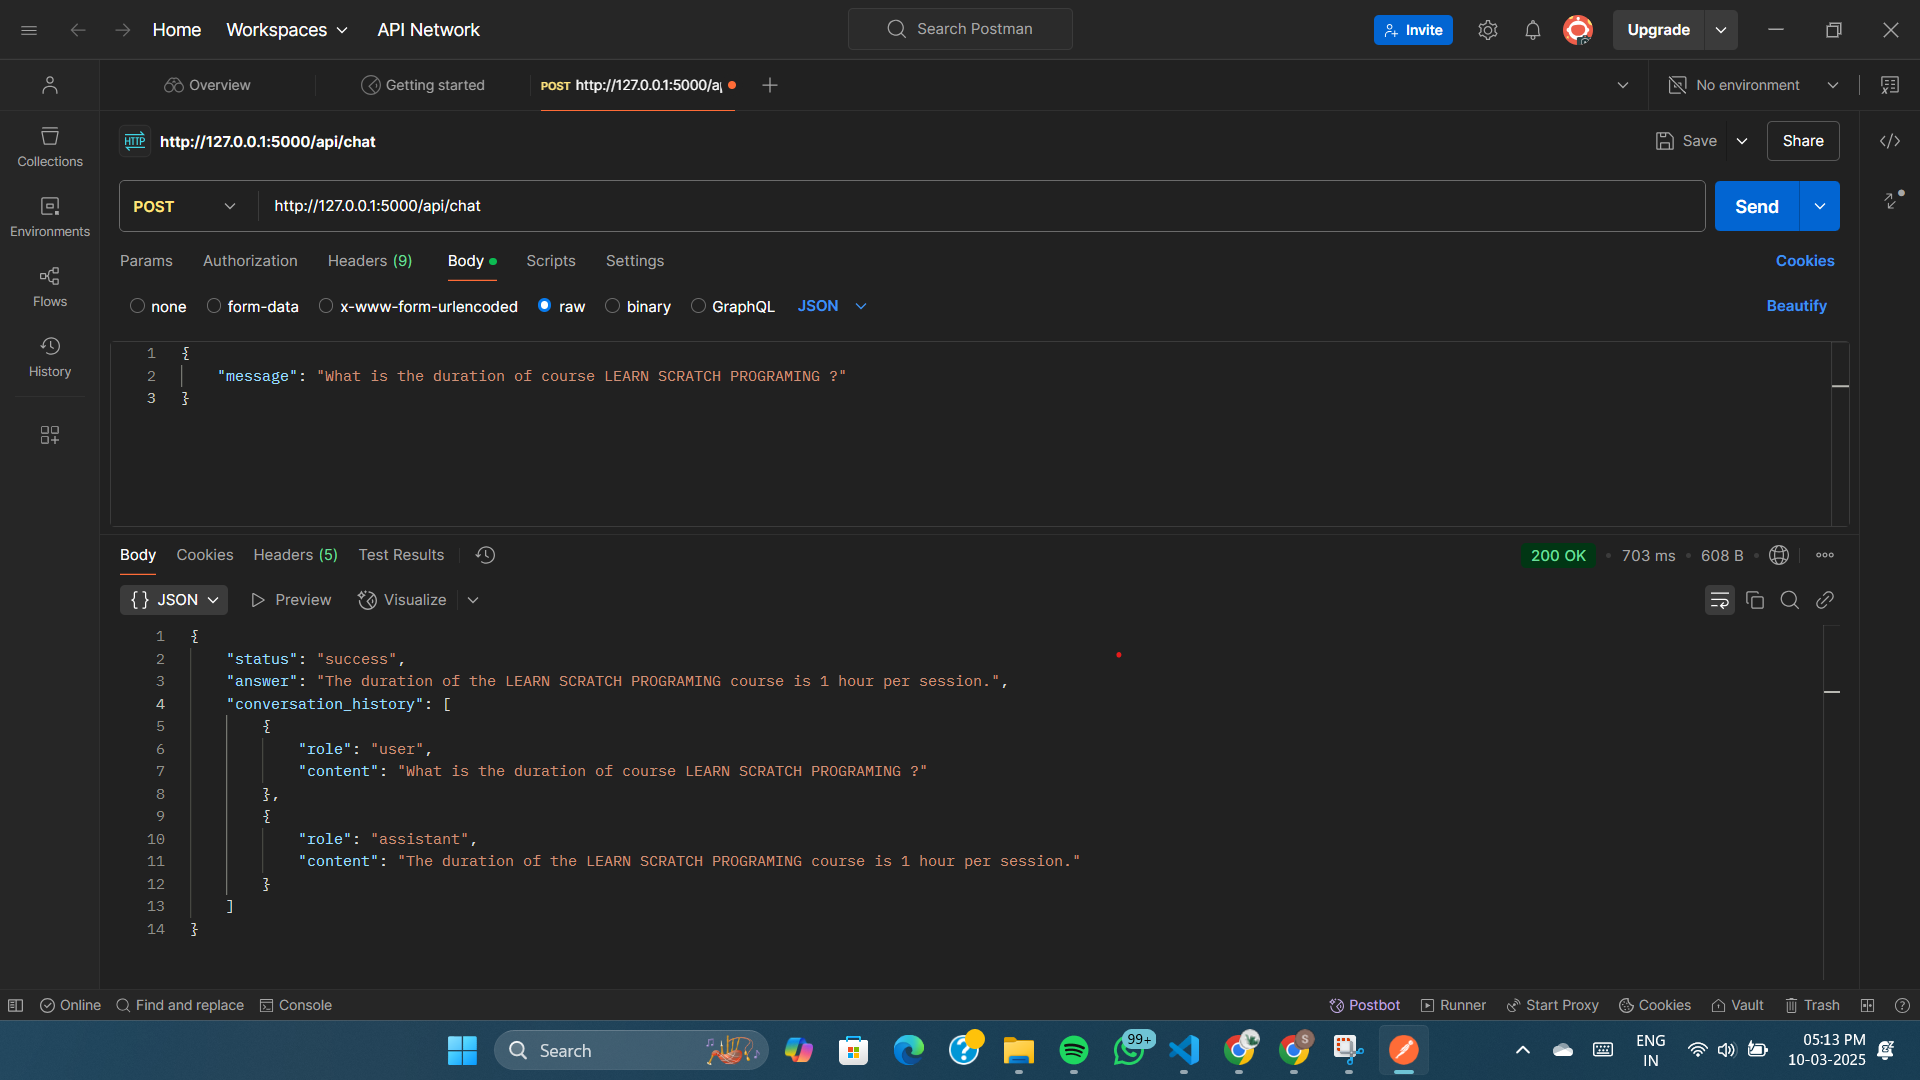 Home Workspaces API Network Search Postman Invite Upgrade
Overview Getting started POST http://127.0.0.1:5000/a No environment
HTTP http://127.0.0.1:5000/api/chat Save Share
Collections
Environments
Flows
History
POST http://127.0.0.1:5000/api/chat Send
Params Authorization Headers (9) Body Scripts Settings Cookies
none form-data x-www-form-urlencoded raw binary GraphQL JSON Beautify
1 {
2 "message": "What is the duration of course LEARN SCRATCH PROGRAMING ?"
3 }
Body Cookies Headers (5) Test Results 200 OK • 703 ms • 608 B
{} JSON Preview Visualize
1 {
2 "status": "success",
3 "answer": "The duration of the LEARN SCRATCH PROGRAMING course is 1 hour per session.",
4 "conversation_history": [
5 {
6 "role": "user",
7 "content": "What is the duration of course LEARN SCRATCH PROGRAMING ?"
8 },
9 {
10 "role": "assistant",
11 "content": "The duration of the LEARN SCRATCH PROGRAMING course is 1 hour per session."
12 }
13 ]
14 }
Online Find and replace Console Postbot Runner Start Proxy Cookies Vault Trash
Search 99+ S ENG 05:13 PM
IN 10-03-2025